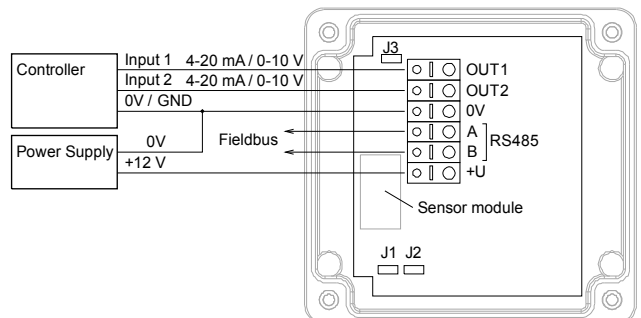 J3
Controller
Input 1 4-20 mA / 0-10 V
OUT1
Input 2 4-20 mA / 0-10 V
OUT2
0V / GND
0V
Fieldbus
A
RS485
B
Power Supply
0V
+12 V
+U
Sensor module
J1 J2